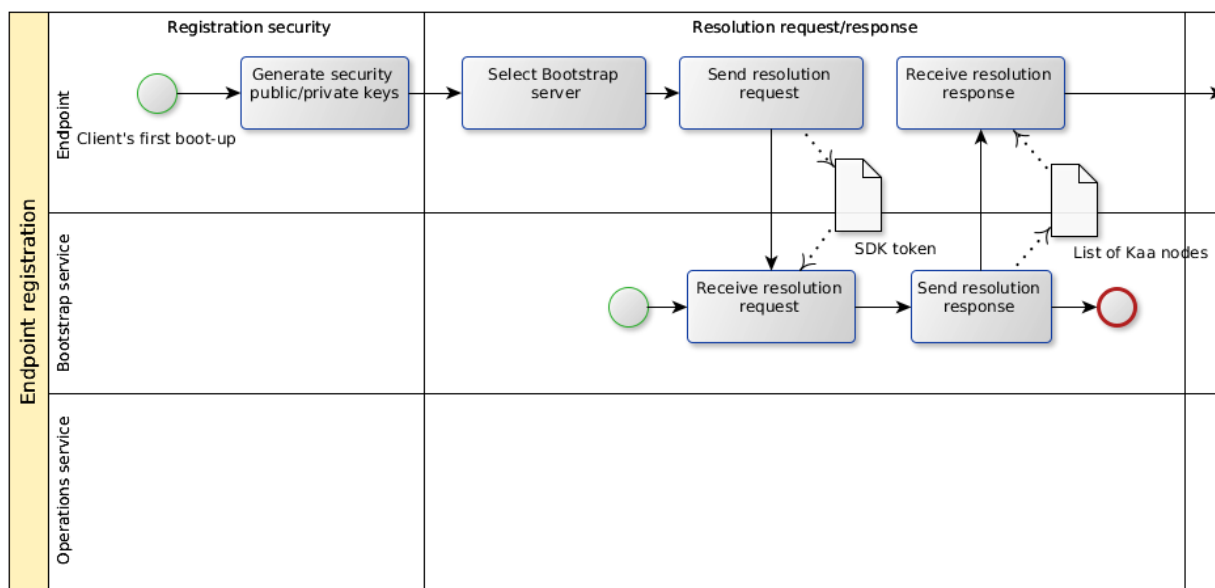 Registration security
Resolution request/response
Endpoint registration
Endpoint
Client's first boot-up
Generate security
public/private keys
Select Bootstrap
server
Send resolution
request
Receive resolution
response
SDK token
List of Kaa nodes
Bootstrap service
Receive resolution
request
Send resolution
response
Operations service